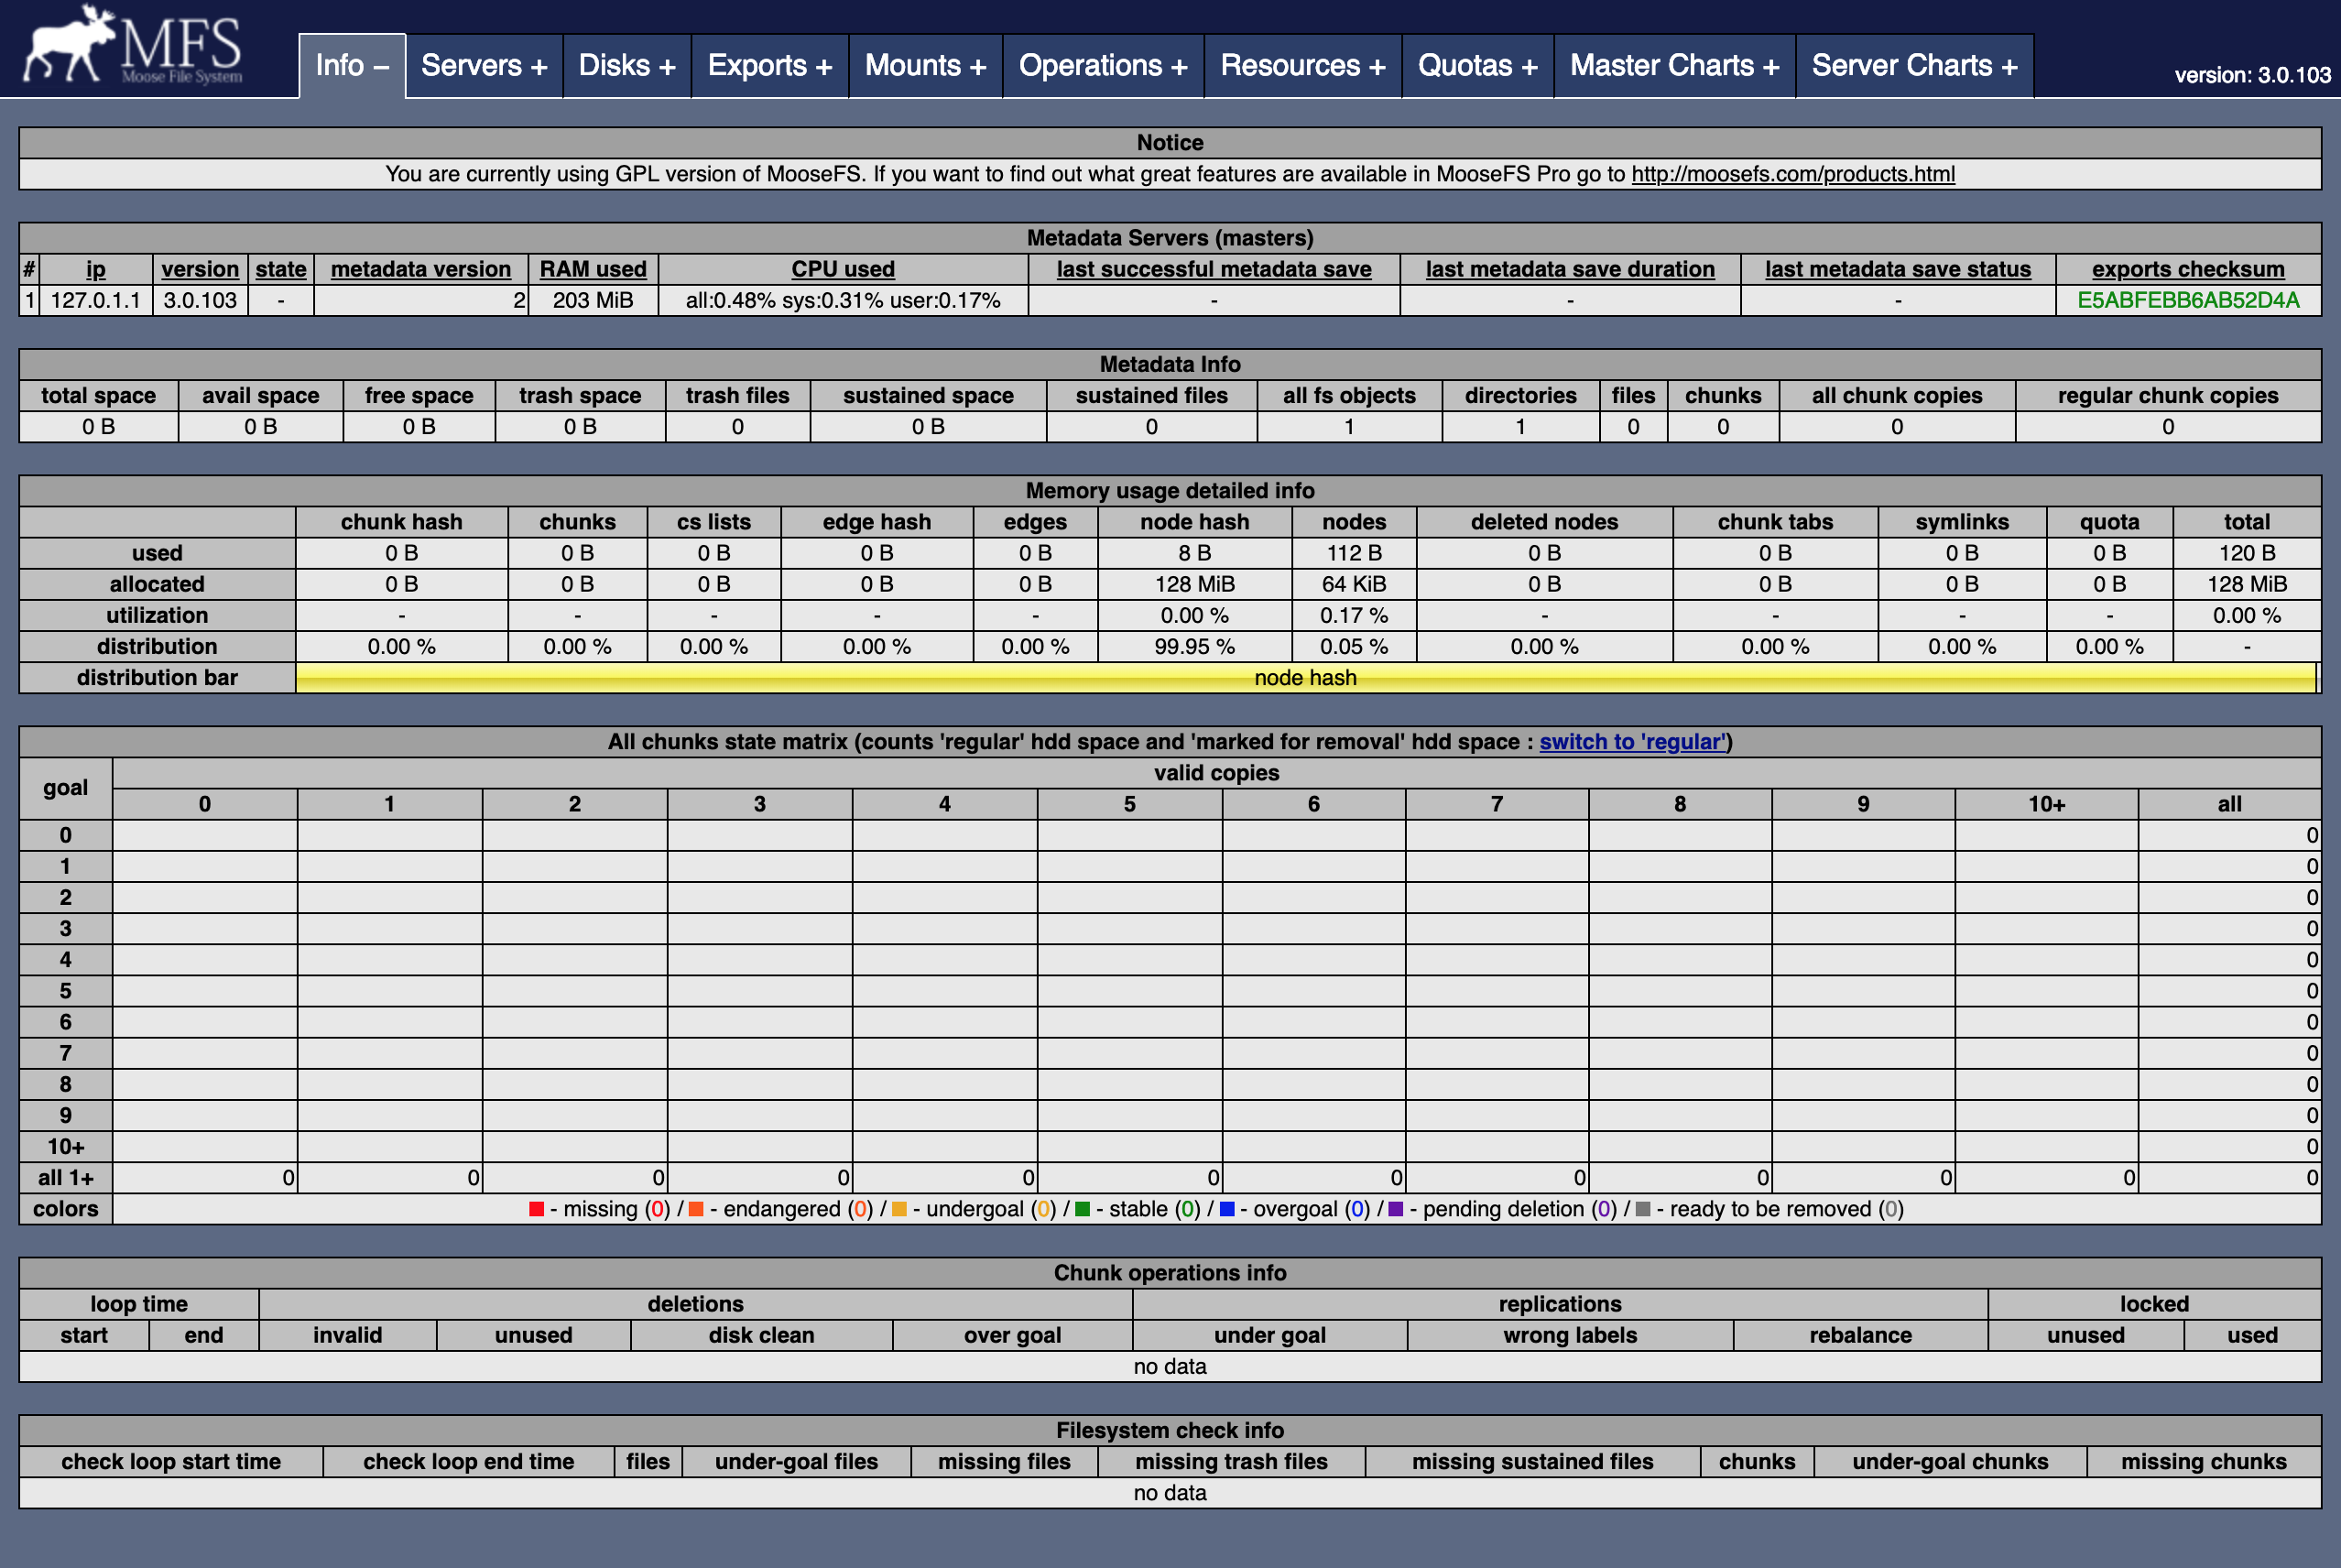 MFS
Moose File System
Info – Servers + Disks + Exports + Mounts + Operations + Resources + Quotas + Master Charts + Server Charts +
version: 3.0.103
Notice
You are currently using GPL version of MooseFS. If you want to find out what great features are available in MooseFS Pro go to http://moosefs.com/products.html
Metadata Servers (masters)
# ip version state metadata version RAM used CPU used last successful metadata save last metadata save duration last metadata save status exports checksum
1 127.0.1.1 3.0.103 - 2 203 MiB all:0.48% sys:0.31% user:0.17% - - - E5ABFEBB6AB52D4A
Metadata Info
total space avail space free space trash space trash files sustained space sustained files all fs objects directories files chunks all chunk copies regular chunk copies
0 B 0 B 0 B 0 B 0 0 B 0 1 1 0 0 0 0
Memory usage detailed info
chunk hash chunks cs lists edge hash edges node hash nodes deleted nodes chunk tabs symlinks quota total
used 0 B 0 B 0 B 0 B 0 B 8 B 112 B 0 B 0 B 0 B 0 B 120 B
allocated 0 B 0 B 0 B 0 B 0 B 128 MiB 64 KiB 0 B 0 B 0 B 0 B 128 MiB
utilization - - - - - 0.00 % 0.17 % - - - - 0.00 %
distribution 0.00 % 0.00 % 0.00 % 0.00 % 0.00 % 99.95 % 0.05 % 0.00 % 0.00 % 0.00 % 0.00 % -
distribution bar node hash
All chunks state matrix (counts 'regular' hdd space and 'marked for removal' hdd space : switch to 'regular')
goal valid copies
0 1 2 3 4 5 6 7 8 9 10+ all
0 0
1 0
2 0
3 0
4 0
5 0
6 0
7 0
8 0
9 0
10+ 0
all 1+ 0 0 0 0 0 0 0 0 0 0 0 0
colors - missing (0) / - endangered (0) / - undergoal (0) / - stable (0) / - overgoal (0) / - pending deletion (0) / - ready to be removed (0)
Chunk operations info
loop time deletions replications locked
start end invalid unused disk clean over goal under goal wrong labels rebalance unused used
no data
Filesystem check info
check loop start time check loop end time files under-goal files missing files missing trash files missing sustained files chunks under-goal chunks missing chunks
no data